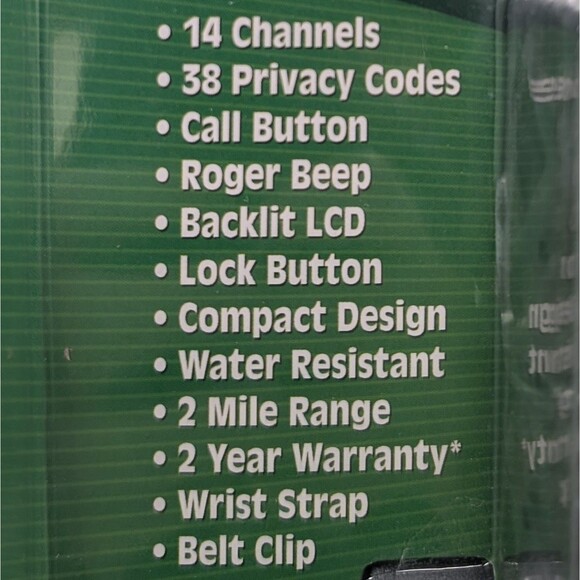 • 14 Channels
• 38 Privacy Codes
• Call Button
• Roger Beep
• Backlit LCD
• Lock Button
• Compact Design
• Water Resistant
• 2 Mile Range
• 2 Year Warranty*
• Wrist Strap
• Belt Clip